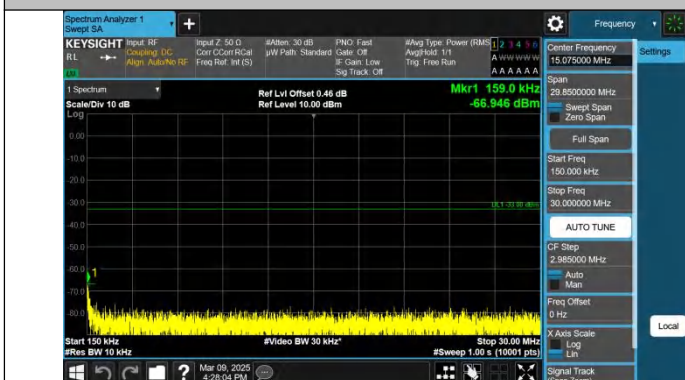 Spectrum Analyzer 1
Swept SA
Frequency
KEYSIGHT
RL
Input: RF
Coupling: DC
Align: Auto/No RF
Input Z: 50 Ω
Corr CCorr RCal
Freq Ref: Int (S)
#Atten: 30 dB
µW Path: Standard
PNO: Fast
Gate: Off
IF Gain: Low
Sig Track: Off
#Avg Type: Power (RMS
Avg|Hold: 1/1
Trig: Free Run
1 2 3 4 5 6
A W W W W W
A A A A A A
LU
1 Spectrum
Scale/Div 10 dB
Log
Ref Lvl Offset 0.46 dB
Ref Level 10.00 dBm
Mkr1 159.0 kHz
-66.946 dBm
0.00
-10.0
-20.0
-30.0
DL1 -33.00 dBm
-40.0
-50.0
-60.0
1
-70.0
-80.0
Start 150 kHz
#Res BW 10 kHz
#Video BW 30 kHz*
Stop 30.00 MHz
#Sweep 1.00 s (10001 pts)
Mar 09, 2025
4:28:04 PM
Center Frequency
15.075000 MHz
Settings
Span
29.8500000 MHz
Swept Span
Zero Span
Full Span
Start Freq
150.000 kHz
Stop Freq
30.000000 MHz
AUTO TUNE
CF Step
2.985000 MHz
Auto
Man
Freq Offset
0 Hz
X Axis Scale
Log
Lin
Local
Signal Track